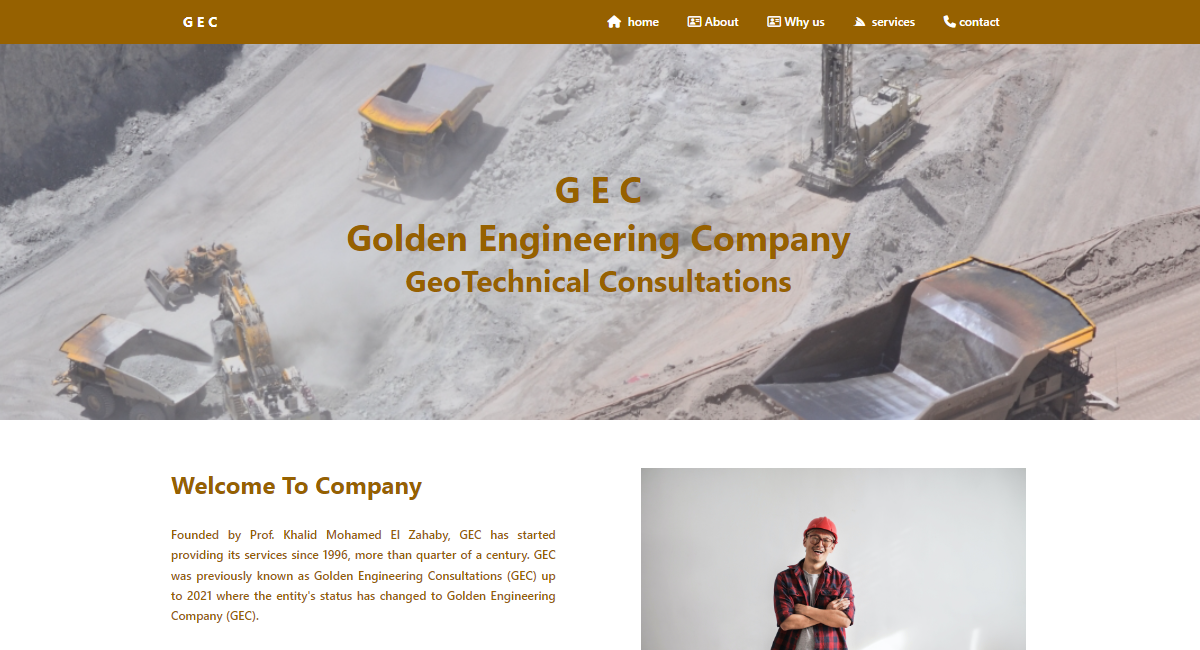 G E C
home
About
Why us
services
contact
G E C
Golden Engineering Company
GeoTechnical Consultations
Welcome To Company
Founded by Prof. Khalid Mohamed El Zahaby, GEC has started
providing its services since 1996, more than quarter of a century. GEC
was previously known as Golden Engineering Consultations (GEC) up
to 2021 where the entity's status has changed to Golden Engineering
Company (GEC).